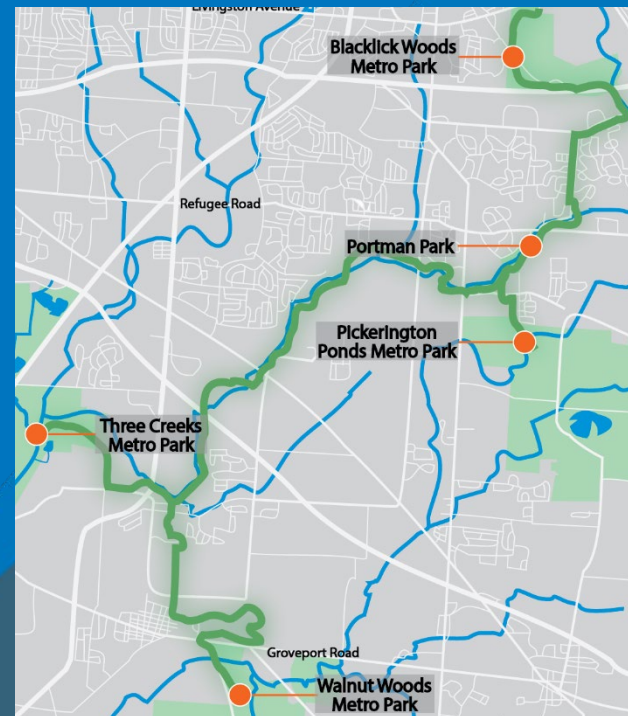 Livingston Avenue
Blacklick Woods
Metro Park
Refugee Road
Portman Park
Pickerington
Ponds Metro Park
Three Creeks
Metro Park
Groveport Road
Walnut Woods
Metro Park